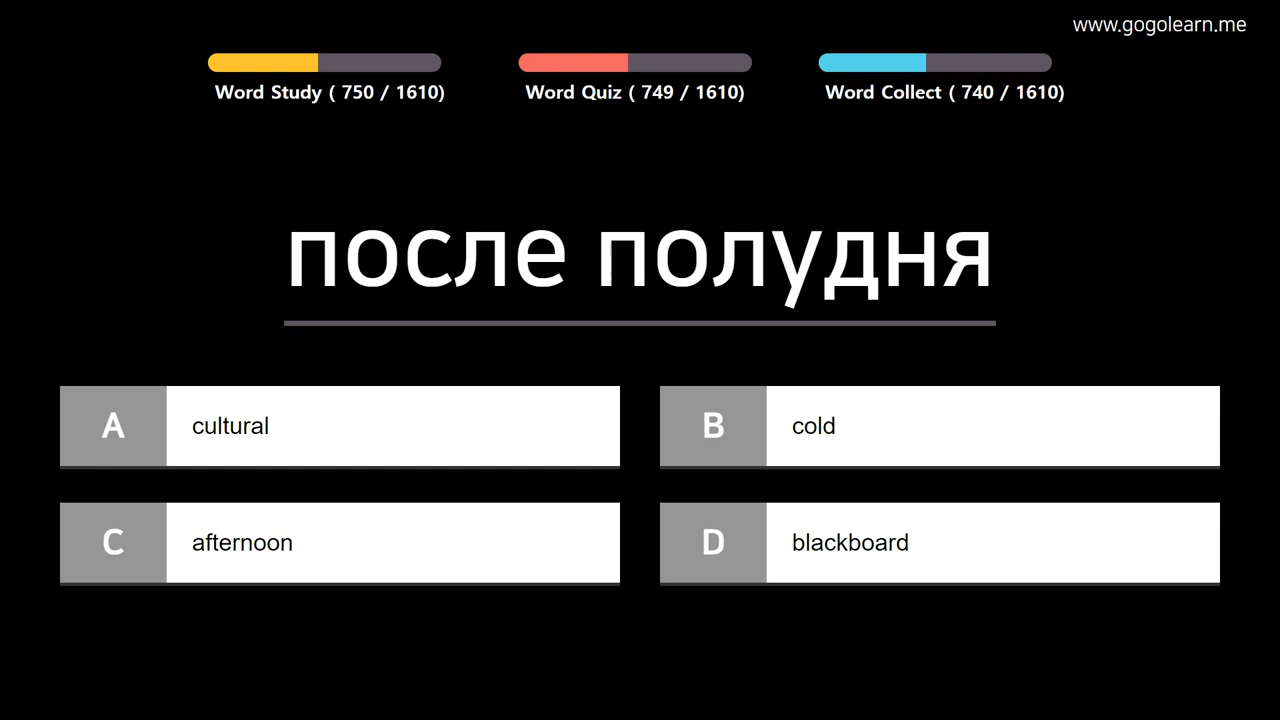 www.gogolearn.me
Word Study ( 750 / 1610)
Word Quiz ( 749 / 1610)
Word Collect ( 740 / 1610)
после полудня
A cultural
B cold
C afternoon
D blackboard